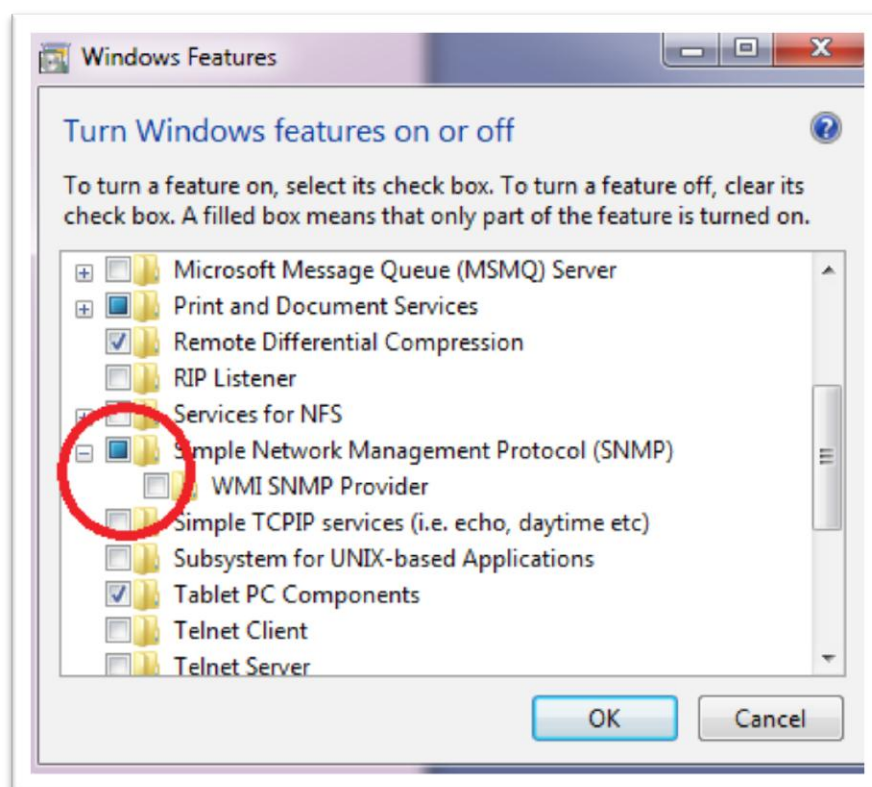 Windows Features
Turn Windows features on or off
To turn a feature on, select its check box. To turn a feature off, clear its
check box. A filled box means that only part of the feature is turned on.
Microsoft Message Queue (MSMQ) Server
Print and Document Services
Remote Differential Compression
RIP Listener
Services for NFS
Simple Network Management Protocol (SNMP)
WMI SNMP Provider
Simple TCPIP services (i.e. echo, daytime etc)
Subsystem for UNIX-based Applications
Tablet PC Components
Telnet Client
Telnet Server
OK
Cancel